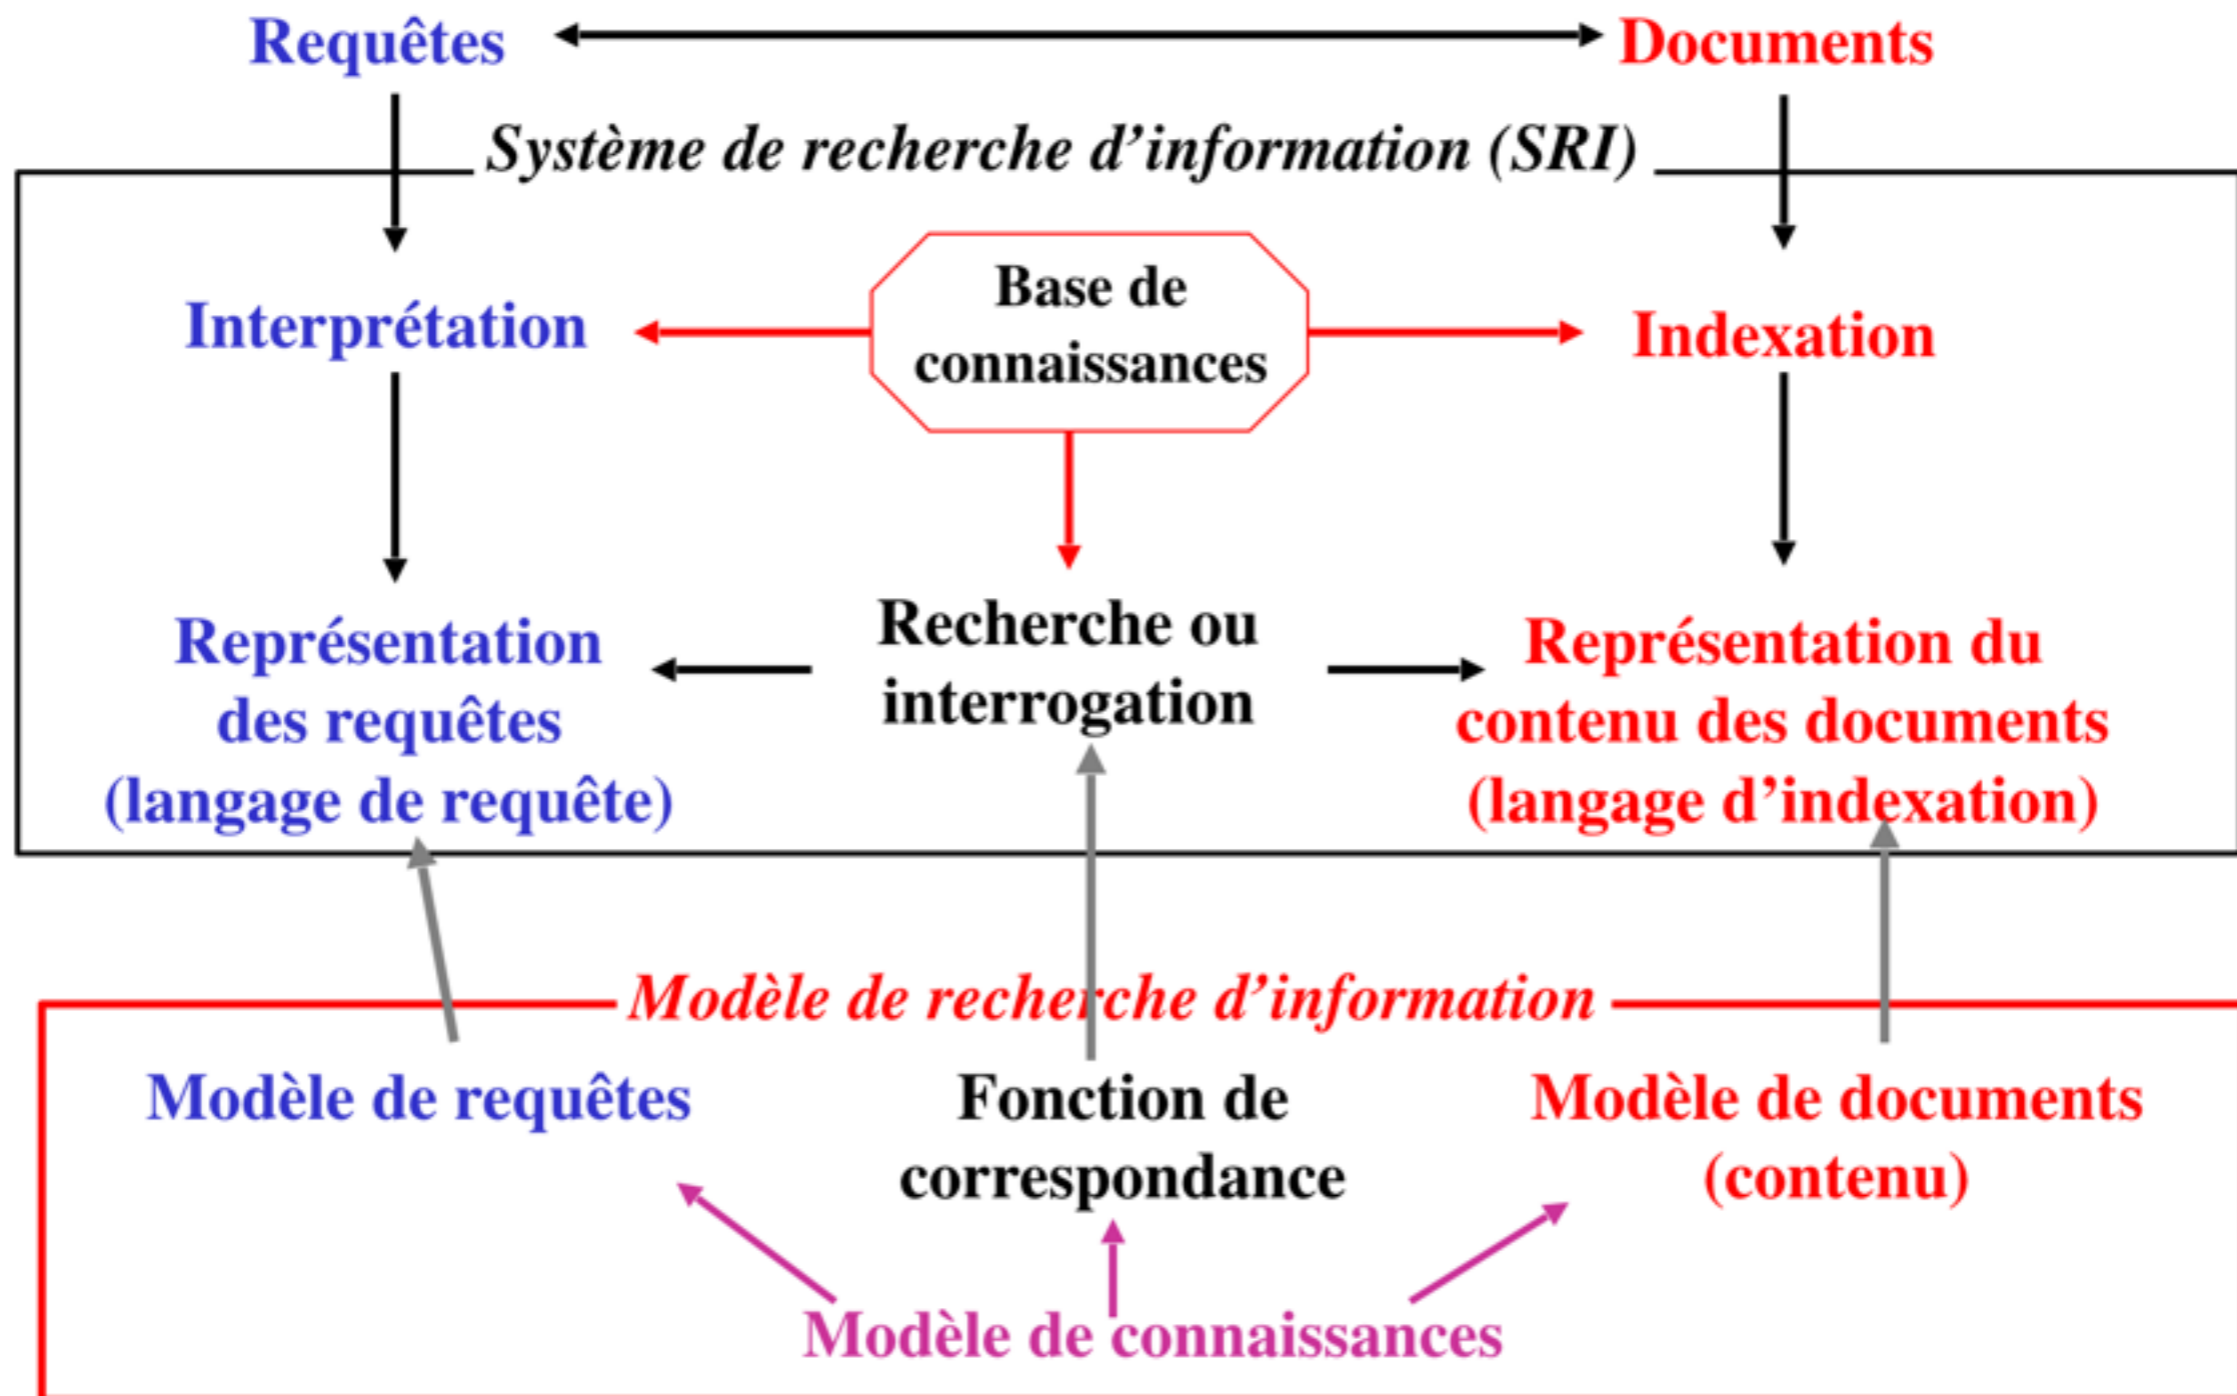 Requêtes
Documents
Système de recherche d’information (SRI)
Base de
connaissances
Interprétation
Indexation
Représentation
des requêtes
(langage de requête)
Recherche ou
interrogation
Représentation du
contenu des documents
(langage d’indexation)
Modèle de recherche d’information
Modèle de requêtes
Fonction de
correspondance
Modèle de documents
(contenu)
Modèle de connaissances